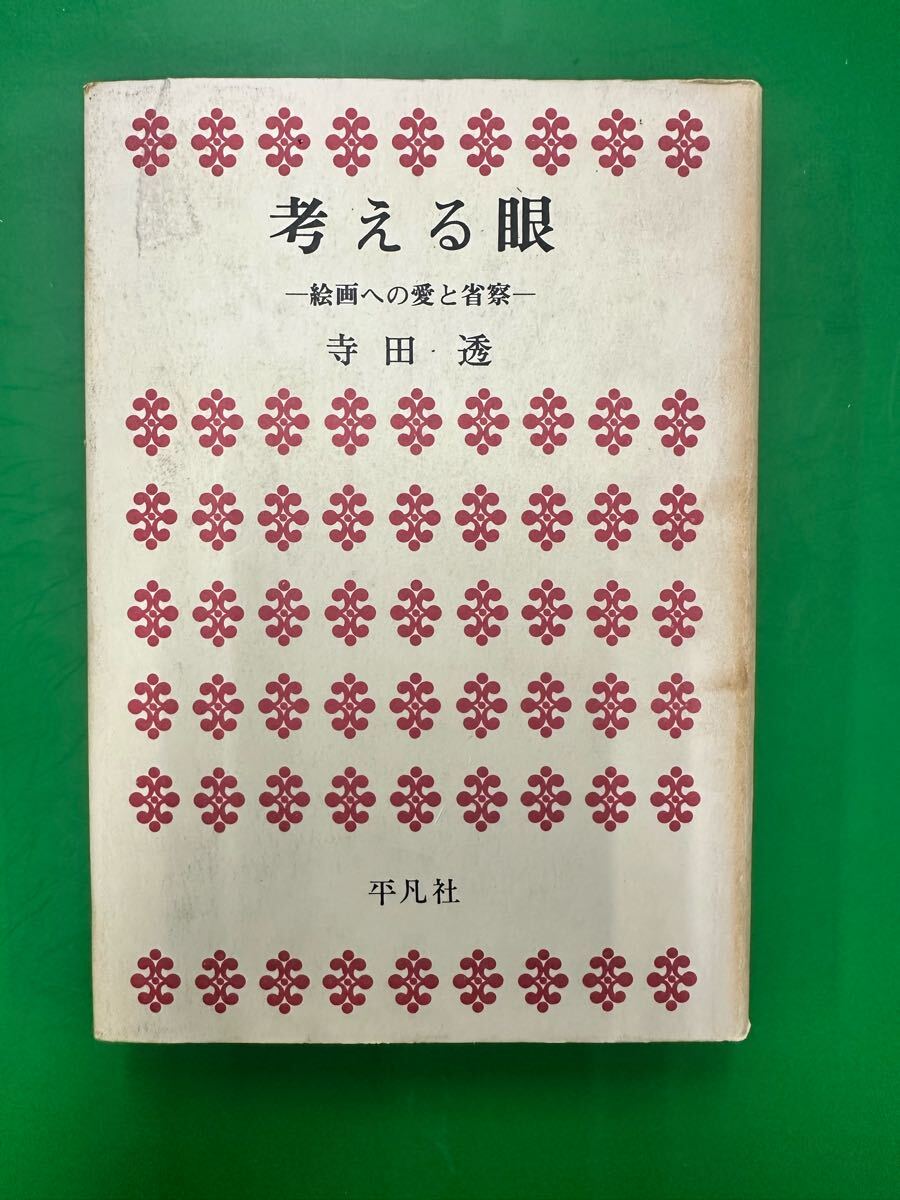 考える眼
—絵画への愛と省察—
寺田 透
平凡社